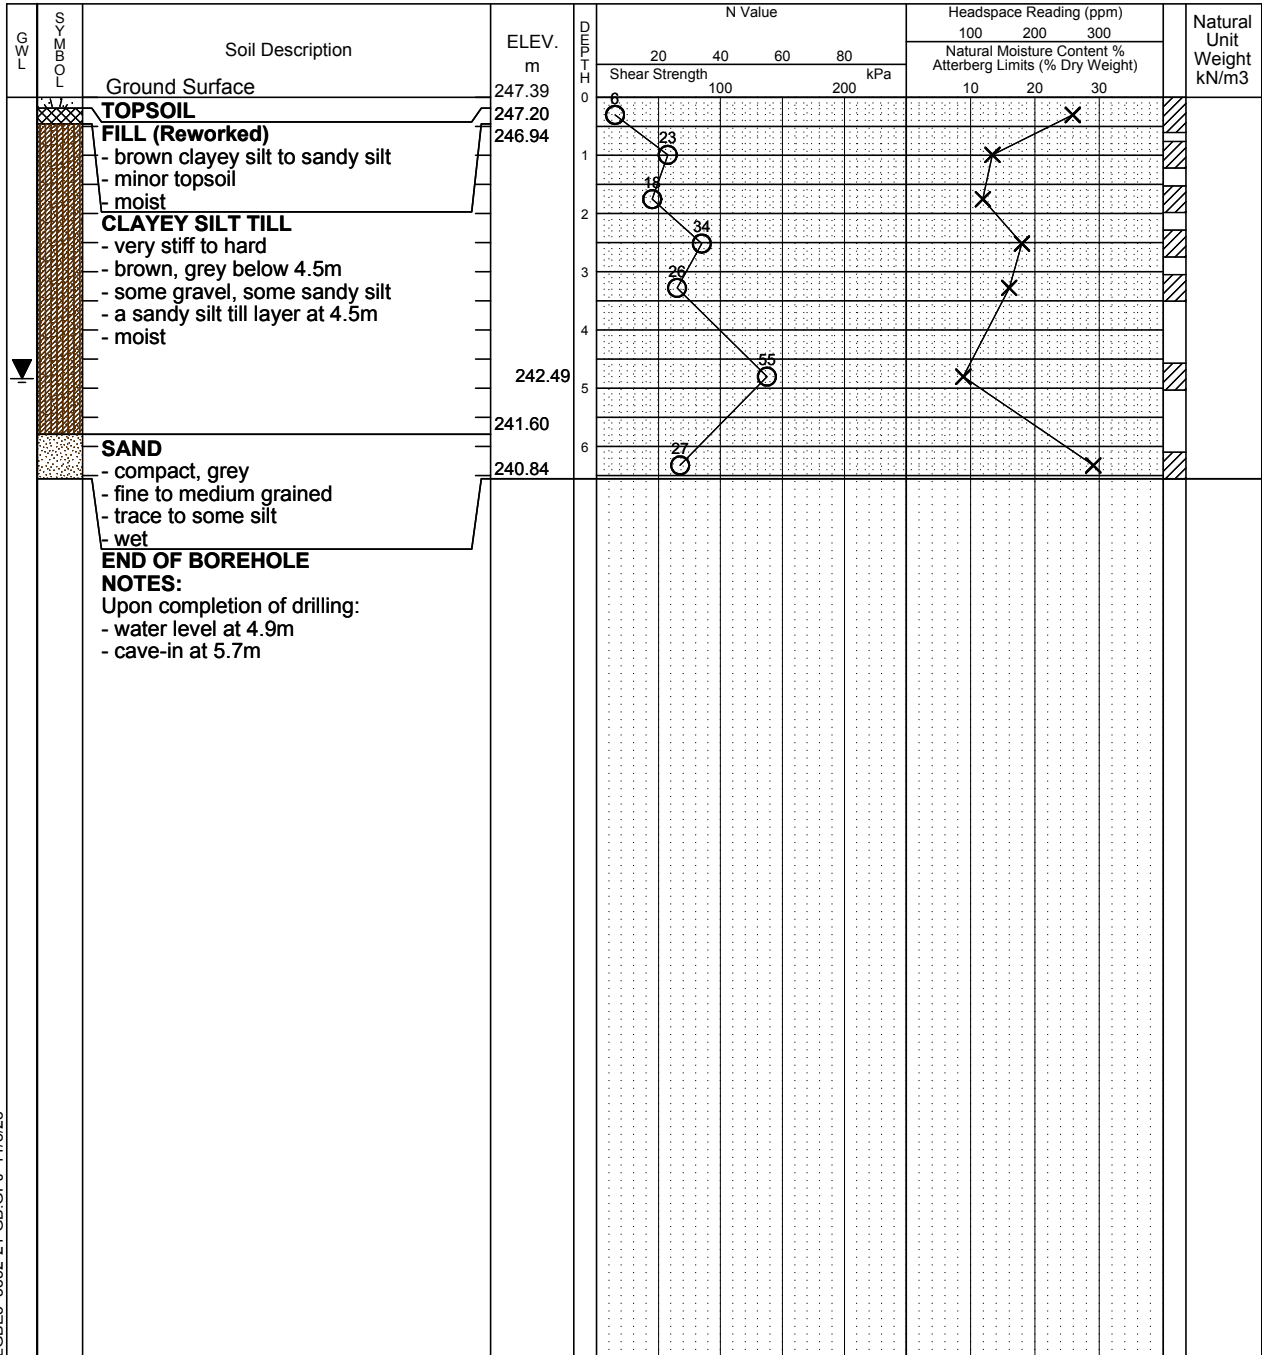 GWL
SYMBOL
Soil Description
Ground Surface
ELEV.
m
DEPTH
N Value
20 40 60 80
Shear Strength kPa
100 200
Headspace Reading (ppm)
100 200 300
Natural Moisture Content %
Atterberg Limits (% Dry Weight)
10 20 30
Natural
Unit
Weight
kN/m3
247.39
0
TOPSOIL
247.20
FILL (Reworked)
246.94
- brown clayey silt to sandy silt
- minor topsoil
- moist
CLAYEY SILT TILL
- very stiff to hard
- brown, grey below 4.5m
- some gravel, some sandy silt
- a sandy silt till layer at 4.5m
- moist
242.49
241.60
SAND
- compact, grey
240.84
- fine to medium grained
- trace to some silt
- wet
END OF BOREHOLE
NOTES:
Upon completion of drilling:
- water level at 4.9m
- cave-in at 5.7m
1
2
3
4
5
6
6
23
18
34
26
55
27